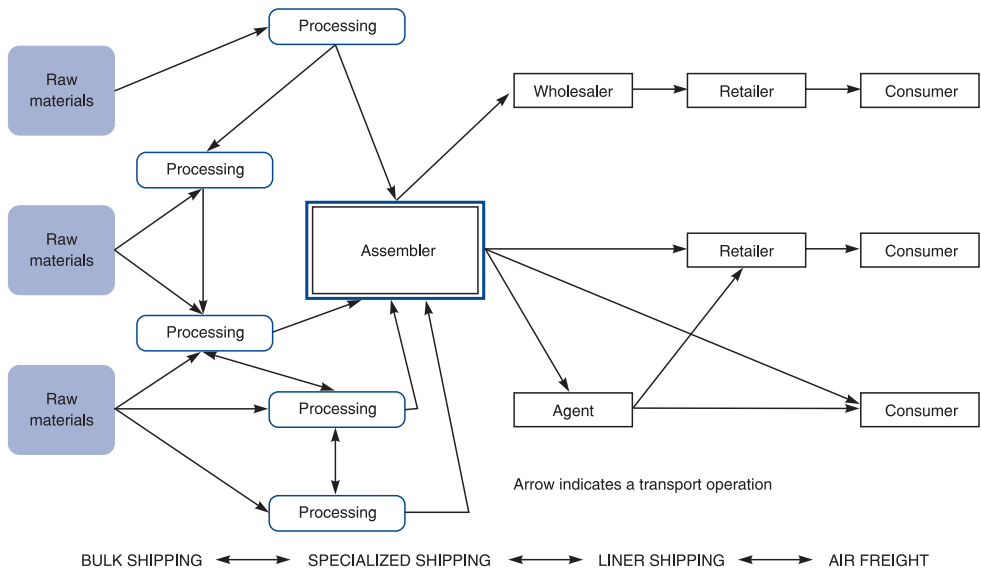 Processing
Raw
materials
Wholesaler
Retailer
Consumer
Processing
Raw
materials
Assembler
Retailer
Consumer
Processing
Raw
materials
Processing
Agent
Consumer
Arrow indicates a transport operation
Processing
BULK SHIPPING
SPECIALIZED SHIPPING
LINER SHIPPING
AIR FREIGHT